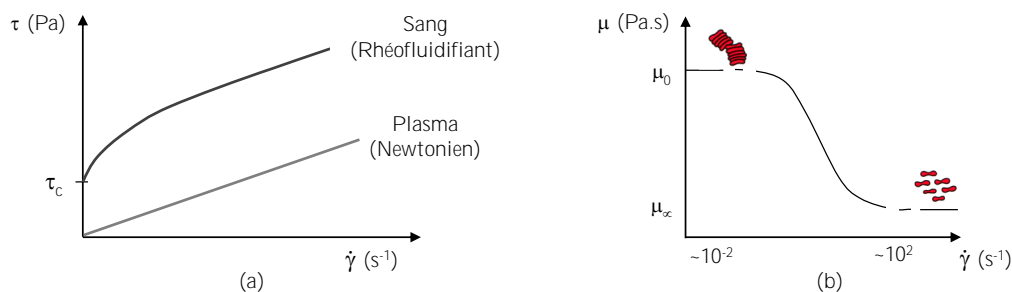 τ (Pa)
Sang
(Rhéofluidifiant)
Plasma
(Newtonien)
τc
γ̇ (s-1)
(a)
μ (Pa.s)
μ0
μ∝
~10-2
~102
γ̇ (s-1)
(b)